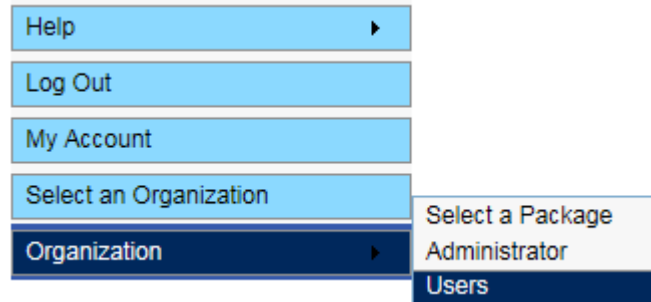 Help
Log Out
My Account
Select an Organization
Organization
Select a Package
Administrator
Users